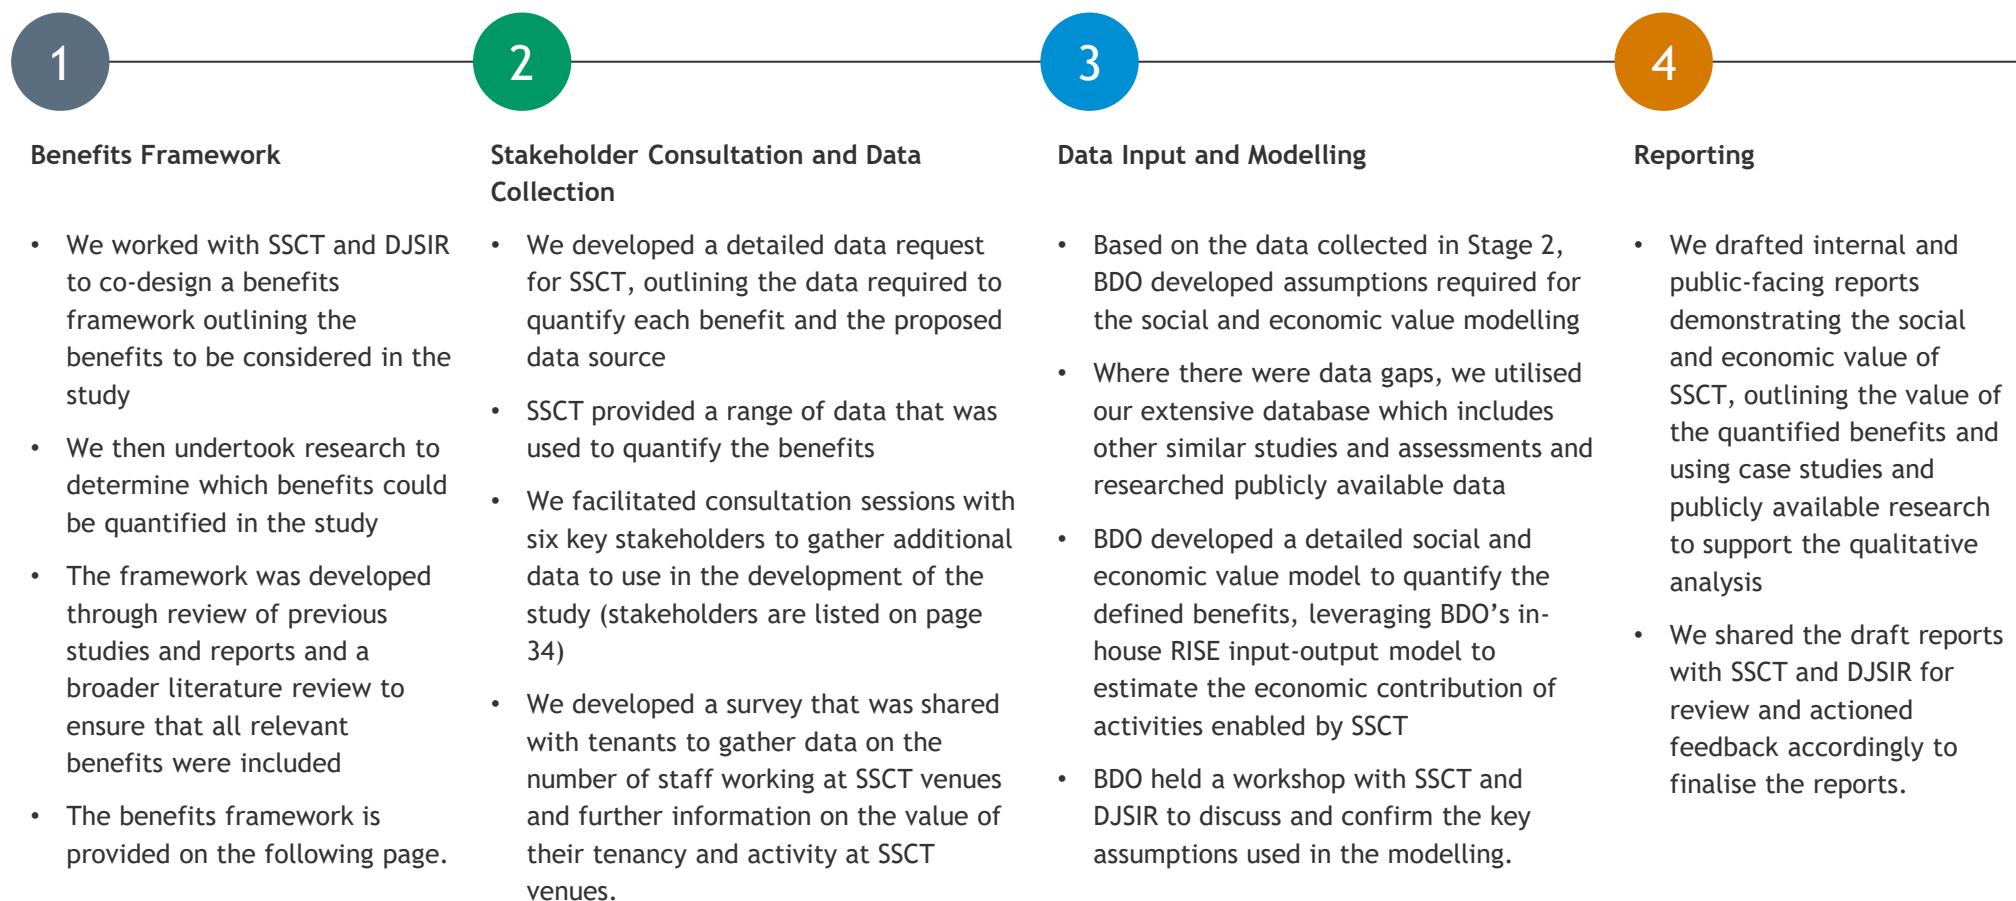 1
Benefits Framework
• We worked with SSCT and DJSIR
to co-design a benefits
framework outlining the
benefits to be considered in the
study
• We then undertook research to
determine which benefits could
be quantified in the study
• The framework was developed
through review of previous
studies and reports and a
broader literature review to
ensure that all relevant
benefits were included
• The benefits framework is
provided on the following page.
2
Stakeholder Consultation and Data
Collection
• We developed a detailed data request
for SSCT, outlining the data required to
quantify each benefit and the proposed
data source
• SSCT provided a range of data that was
used to quantify the benefits
• We facilitated consultation sessions with
six key stakeholders to gather additional
data to use in the development of the
study (stakeholders are listed on page
34)
• We developed a survey that was shared
with tenants to gather data on the
number of staff working at SSCT venues
and further information on the value of
their tenancy and activity at SSCT
venues.
3
Data Input and Modelling
• Based on the data collected in Stage 2,
BDO developed assumptions required for
the social and economic value modelling
• Where there were data gaps, we utilised
our extensive database which includes
other similar studies and assessments and
researched publicly available data
• BDO developed a detailed social and
economic value model to quantify the
defined benefits, leveraging BDO’s in-
house RISE input-output model to
estimate the economic contribution of
activities enabled by SSCT
• BDO held a workshop with SSCT and
DJSIR to discuss and confirm the key
assumptions used in the modelling.
4
Reporting
• We drafted internal and
public-facing reports
demonstrating the social
and economic value of
SSCT, outlining the value of
the quantified benefits and
using case studies and
publicly available research
to support the qualitative
analysis
• We shared the draft reports
with SSCT and DJSIR for
review and actioned
feedback accordingly to
finalise the reports.